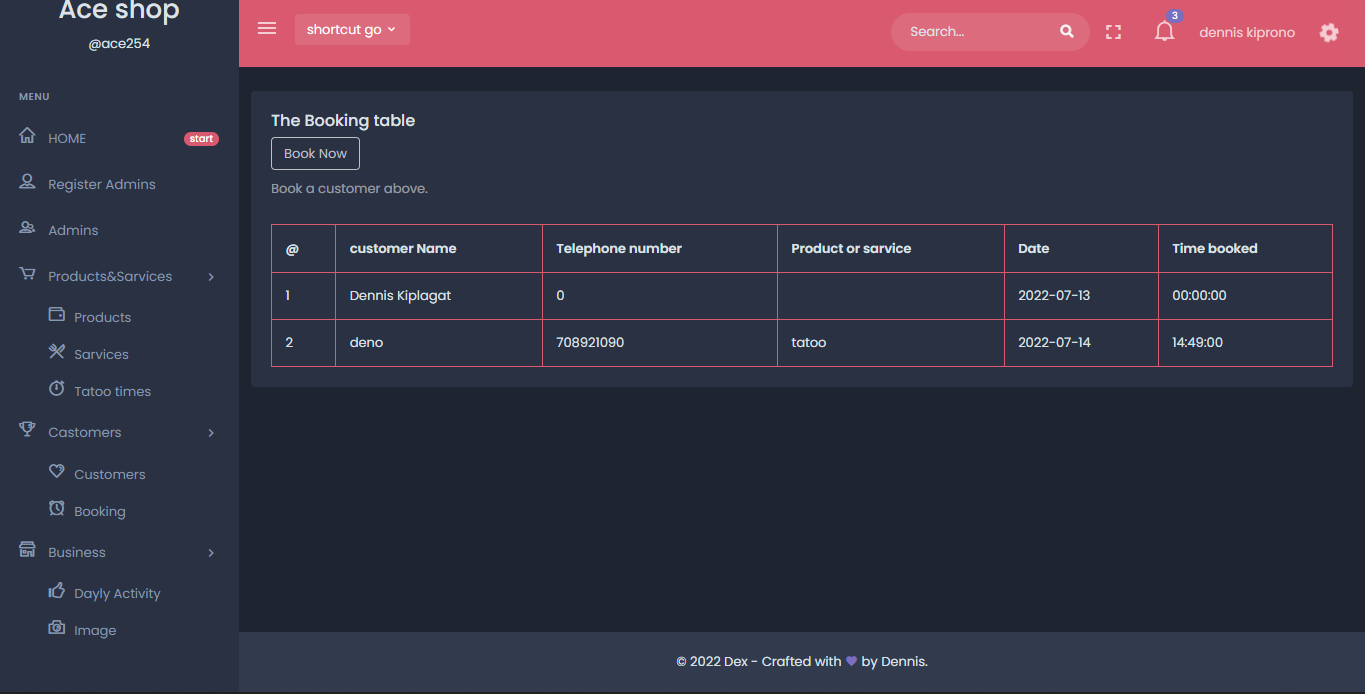 Ace shop
@ace254
MENU
HOME start
Register Admins
Admins
Products&Sarvices
Products
Sarvices
Tatoo times
Castomers
Customers
Booking
Business
Dayly Activity
Image
shortcut go
Search...
3
dennis kiprono
The Booking table
Book Now
Book a customer above.
@ customer Name Telephone number Product or sarvice Date Time booked
1 Dennis Kiplagat 0 2022-07-13 00:00:00
2 deno 708921090 tatoo 2022-07-14 14:49:00
© 2022 Dex - Crafted with by Dennis.